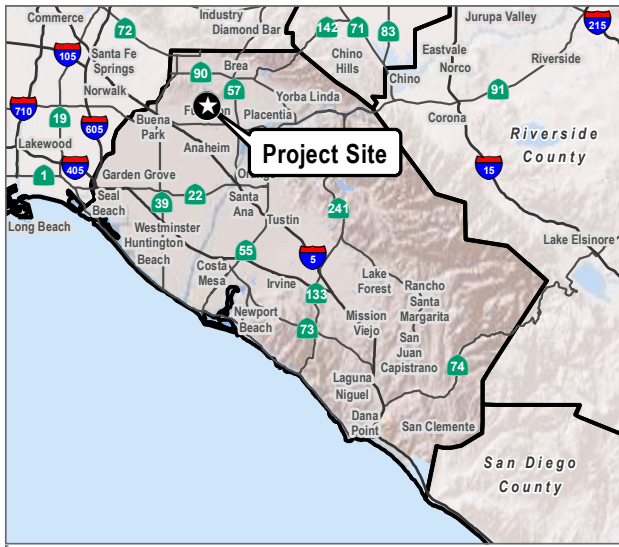 Commerce
72
Industry
Diamond Bar
142
71
83
Jurupa Valley
215
105
Santa Fe
Springs
Norwalk
90
Brea
57
Chino
Hills
Chino
Eastvale
Norco
Riverside
91
710
19
605
Buena
Park
Placentia
Yorba Linda
Corona
Riverside
County
Lakewood
405
Anaheim
Project Site
15
1
Seal
Beach
Garden Grove
39
22
Santa
Ana
241
Long Beach
Westminster
Huntington
Beach
Tustin
55
5
Lake Elsinore
Costa
Mesa
Irvine
133
Lake
Forest
Rancho
Santa
Margarita
Newport
Beach
73
Mission
Viejo
San
Juan
Capistrano
74
Laguna
Niguel
Dana
Point
San Clemente
San Diego
County